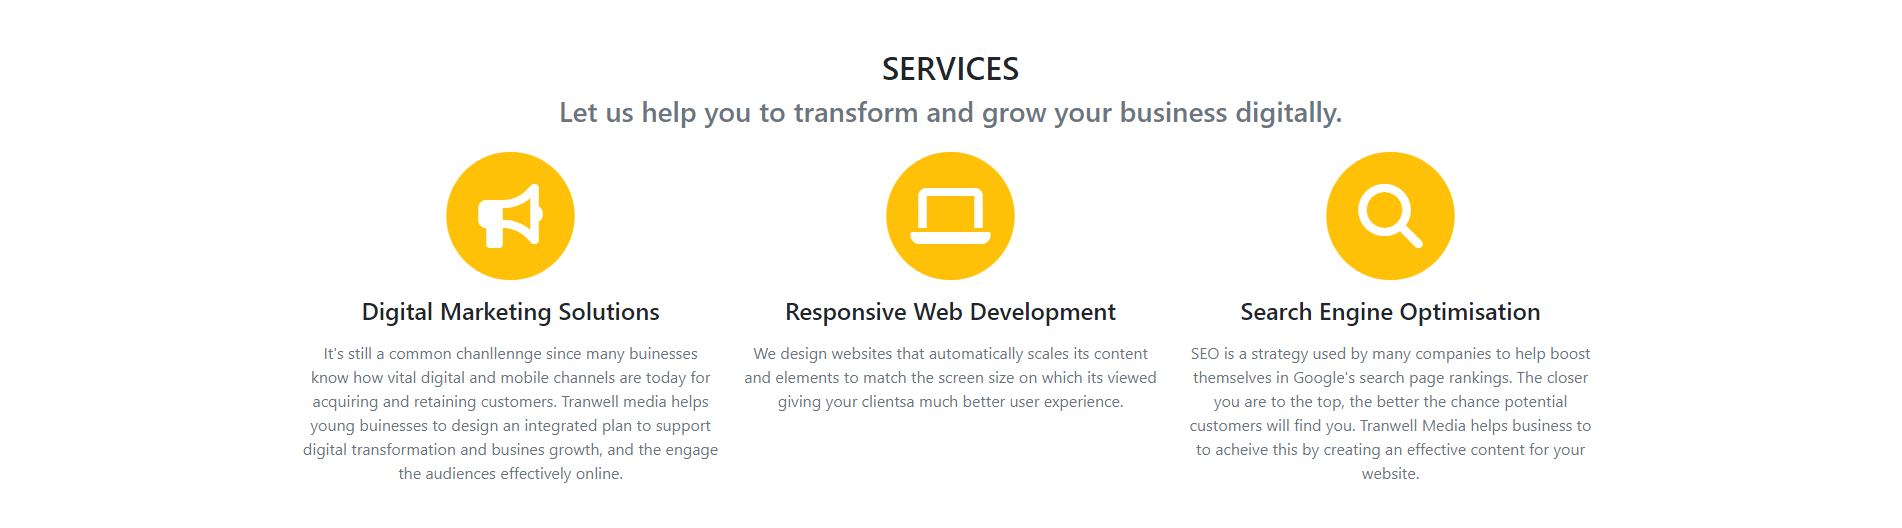 SERVICES
Let us help you to transform and grow your business digitally.
Digital Marketing Solutions
It's still a common chanllennge since many buinesses
know how vital digital and mobile channels are today for
acquiring and retaining customers. Tranwell media helps
young buinesses to design an integrated plan to support
digital transformation and busines growth, and the engage
the audiences effectively online.
Responsive Web Development
We design websites that automatically scales its content
and elements to match the screen size on which its viewed
giving your clientsa much better user experience.
Search Engine Optimisation
SEO is a strategy used by many companies to help boost
themselves in Google's search page rankings. The closer
you are to the top, the better the chance potential
customers will find you. Tranwell Media helps business to
to acheive this by creating an effective content for your
website.